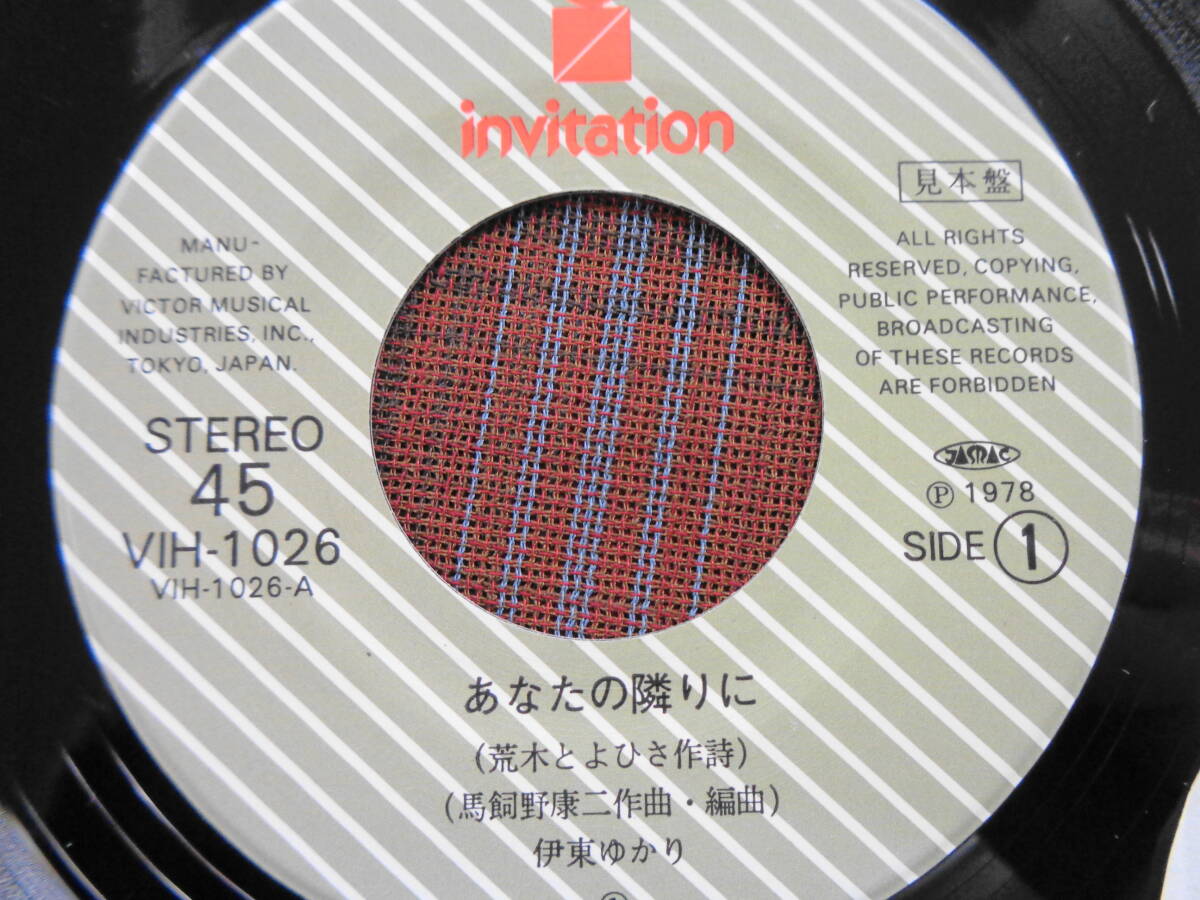 invitation
見本盤
MANU-
FACTURED BY
VICTOR MUSICAL
INDUSTRIES, INC.,
TOKYO, JAPAN.
ALL RIGHTS
RESERVED, COPYING,
PUBLIC PERFORMANCE,
BROADCASTING
OF THESE RECORDS
ARE FORBIDDEN
STEREO
45
VIH-1026
VIH-1026-A
JASRAC
Ⓟ 1978
SIDE 1
あなたの隣りに
(荒木とよひさ作詩)
(馬飼野康二作曲・編曲)
伊東ゆかり